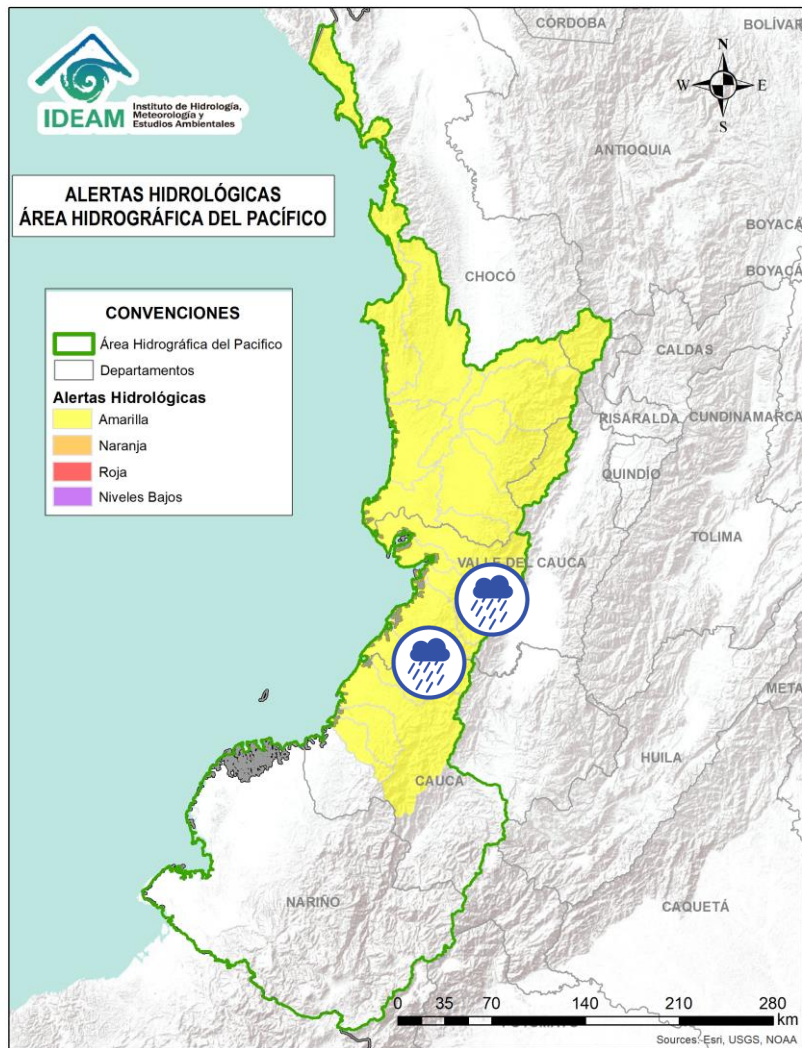 IDEAM
Instituto de Hidrología,
Meteorología y
Estudios Ambientales
ALERTAS HIDROLÓGICAS
ÁREA HIDROGRÁFICA DEL PACÍFICO
CONVENCIONES
Área Hidrográfica del Pacifico
Departamentos
Alertas Hidrológicas
Amarilla
Naranja
Roja
Niveles Bajos
N
W
E
S
CÓRDOBA
BOLÍVAR
ANTIOQUIA
BOYACÁ
BOYACÁ
CHOCÓ
CALDAS
RISARALDA
CUNDINAMARCA
QUINDÍO
TOLIMA
VALLE DEL CAUCA
META
HUILA
CAUCA
NARIÑO
CAQUETÁ
0 35 70 140 210 280
km
Sources: Esri, USGS, NOAA